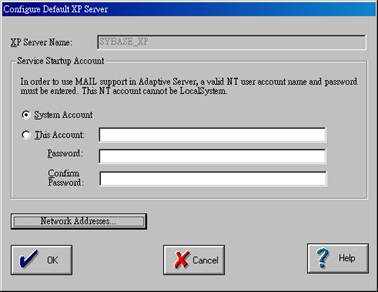 Configure Default XP Server
XP Server Name:
SYBASE_XP
Service Startup Account
In order to use MAIL support in Adaptive Server, a valid NT user account name and password
must be entered. This NT account cannot be LocalSystem.
System Account
This Account:
Password:
Confirm
Password:
Network Addresses...
OK
Cancel
Help